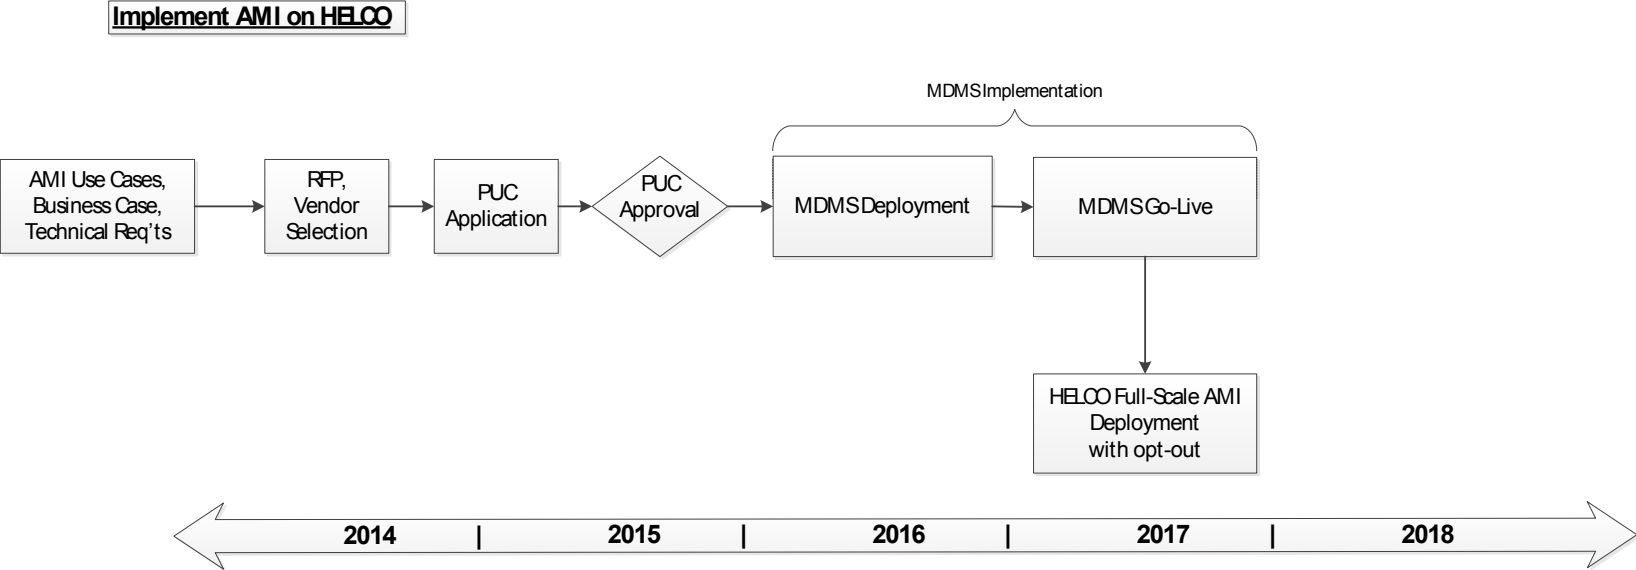 Implement AMI on HELCO
MDMS Implementation
AMI Use Cases,
Business Case,
Technical Req'ts
RFP,
Vendor
Selection
PUC
Application
PUC
Approval
MDMS Deployment
MDMS Go-Live
HELCO Full-Scale AMI
Deployment
with opt-out
2014 | 2015 | 2016 | 2017 | 2018